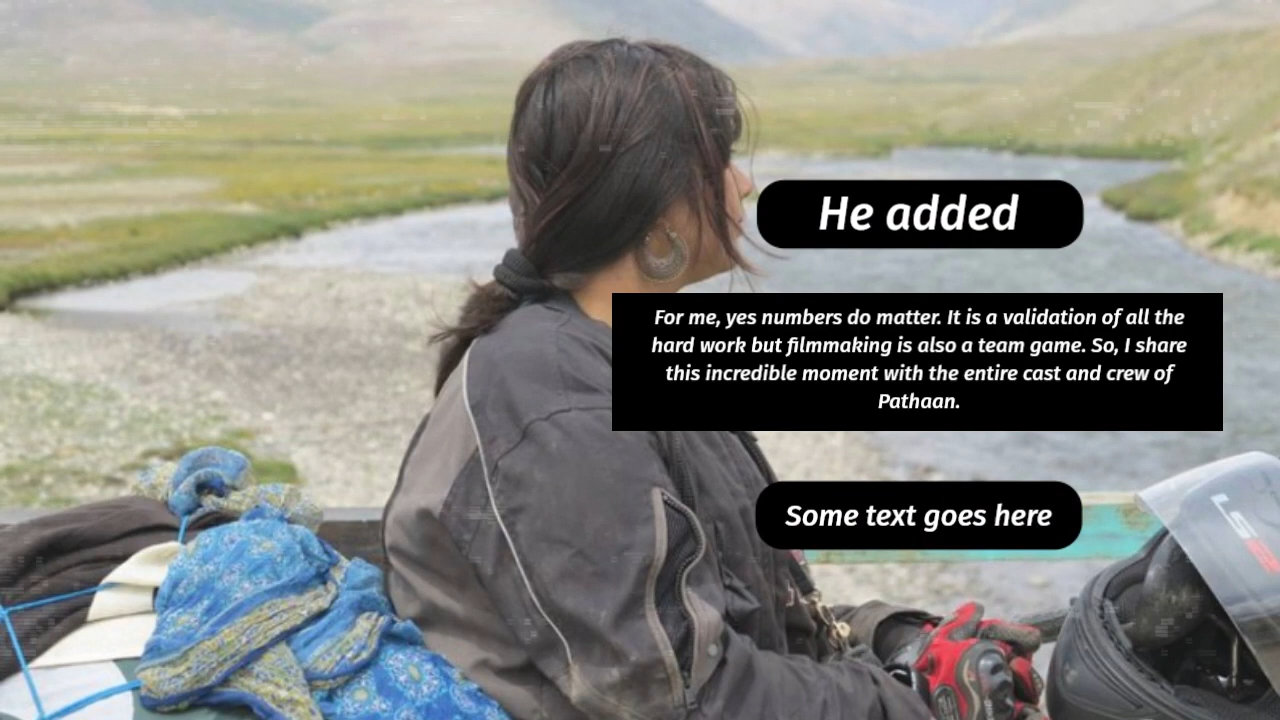 He added
For me, yes numbers do matter. It is a validation of all the
hard work but filmmaking is also a team game. So, I share
this incredible moment with the entire cast and crew of
Pathaan.
Some text goes here
LS2